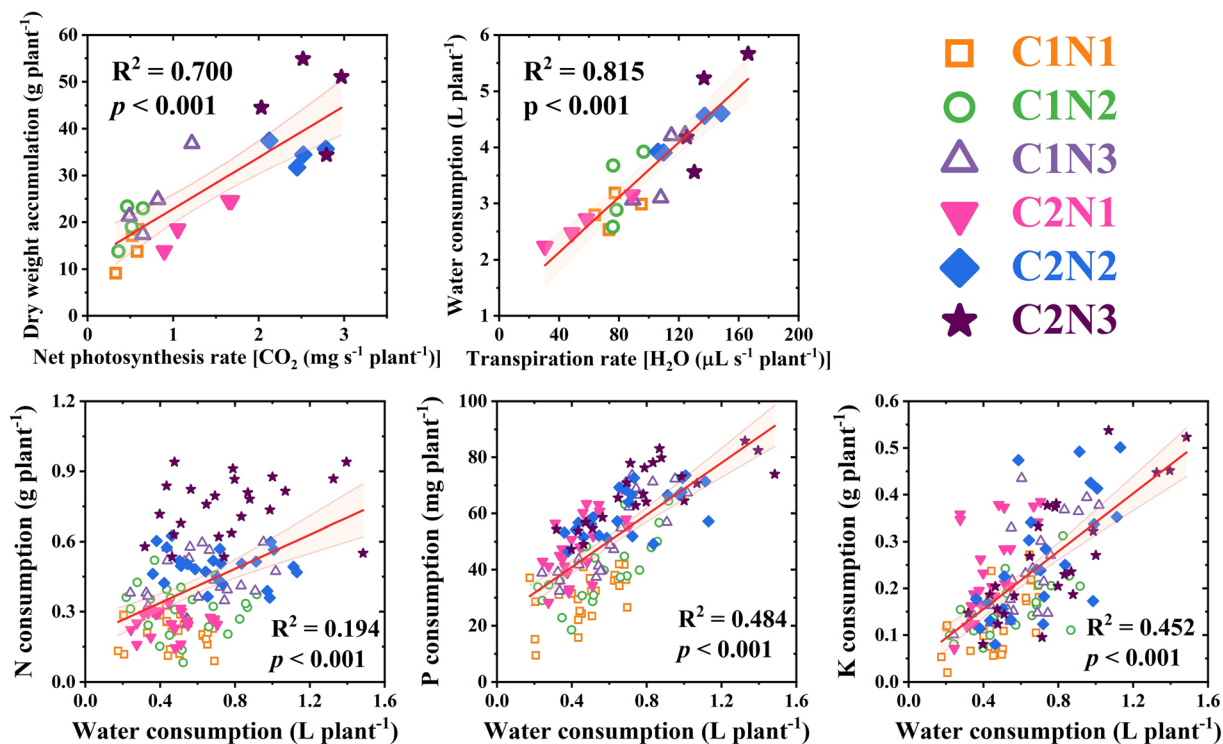 Dry weight accumulation (g plant⁻¹)
60
50
40
30
20
10
0
R² = 0.700
p < 0.001
0 1 2 3
Net photosynthesis rate [CO₂ (mg s⁻¹ plant⁻¹)]
Water consumption (L plant⁻¹)
6
5
4
3
2
1
R² = 0.815
p < 0.001
0 40 80 120 160 200
Transpiration rate [H₂O (μL s⁻¹ plant⁻¹)]
C1N1
C1N2
C1N3
C2N1
C2N2
C2N3
N consumption (g plant⁻¹)
1.2
0.9
0.6
0.3
0.0
R² = 0.194
p < 0.001
0.0 0.4 0.8 1.2 1.6
Water consumption (L plant⁻¹)
P consumption (mg plant⁻¹)
100
80
60
40
20
0
R² = 0.484
p < 0.001
0.0 0.4 0.8 1.2 1.6
Water consumption (L plant⁻¹)
K consumption (g plant⁻¹)
0.6
0.5
0.4
0.3
0.2
0.1
0.0
R² = 0.452
p < 0.001
0.0 0.4 0.8 1.2 1.6
Water consumption (L plant⁻¹)